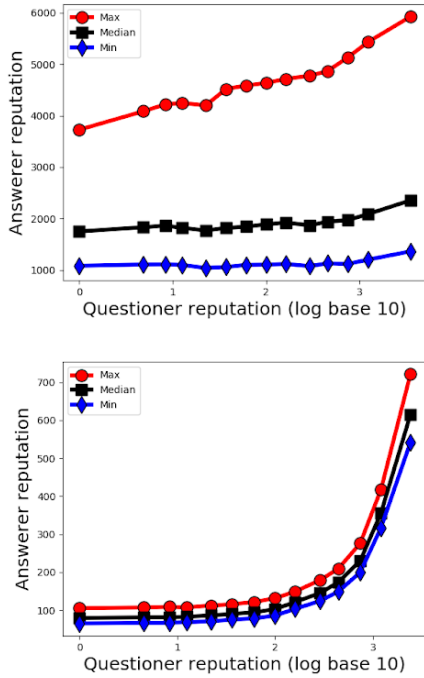 6000
5000
4000
3000
2000
1000
Answerer reputation
Max
Median
Min
0 1 2 3
Questioner reputation (log base 10)
700
600
500
400
300
200
100
Answerer reputation
Max
Median
Min
0 1 2 3
Questioner reputation (log base 10)